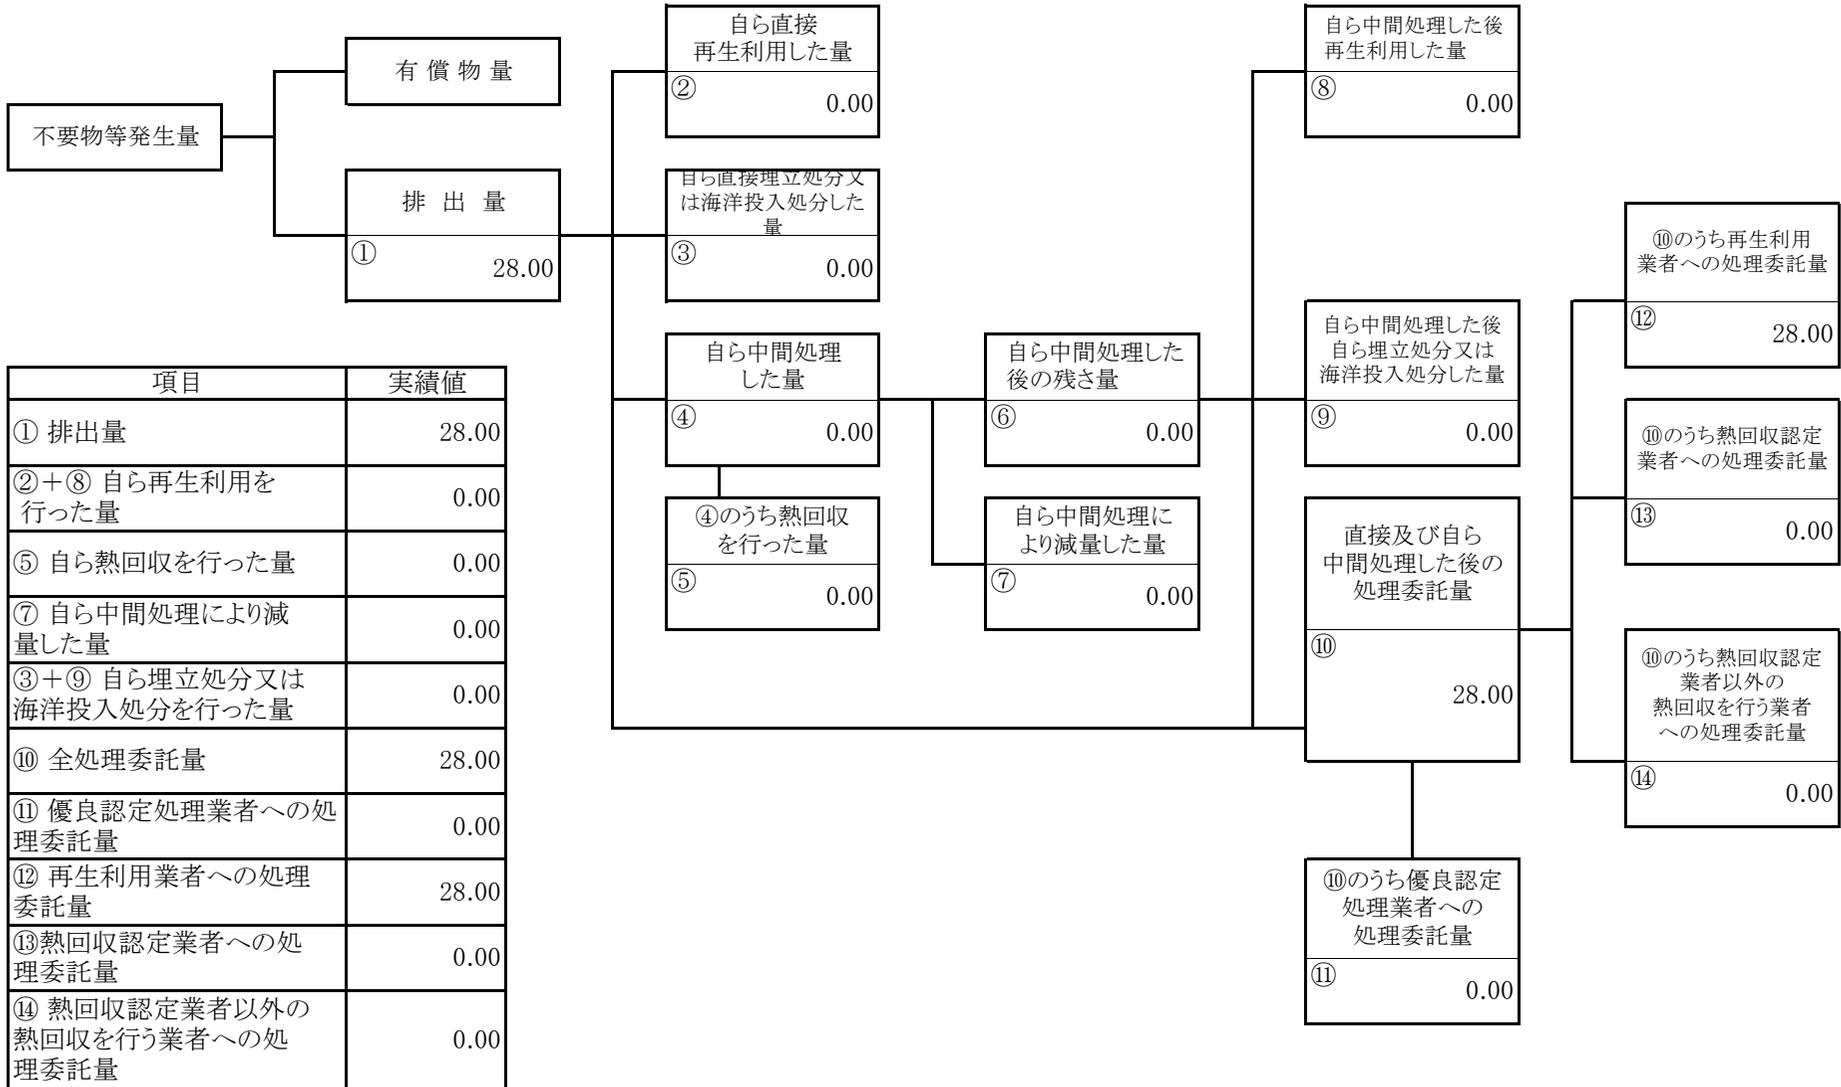 自ら直接
再生利用した量
②
0.00
自ら中間処理した後
再生利用した量
⑧
0.00
有 償 物 量
不要物等発生量
排 出 量
①
28.00
自ら直接埋立処分又
は海洋投入処分した
量
③
0.00
⑩のうち再生利用
業者への処理委託量
⑫
28.00
自ら中間処理
した量
④
0.00
自ら中間処理した
後の残さ量
⑥
0.00
自ら中間処理した後
自ら埋立処分又は
海洋投入処分した量
⑨
0.00
⑩のうち熱回収認定
業者への処理委託量
⑬
0.00
④のうち熱回収
を行った量
⑤
0.00
自ら中間処理に
より減量した量
⑦
0.00
直接及び自ら
中間処理した後の
処理委託量
⑩
28.00
⑩のうち熱回収認定
業者以外の
熱回収を行う業者
への処理委託量
⑭
0.00
⑩のうち優良認定
処理業者への
処理委託量
⑪
0.00
項目 実績値
① 排出量 28.00
②+⑧ 自ら再生利用を
行った量
0.00
⑤ 自ら熱回収を行った量 0.00
⑦ 自ら中間処理により減
量した量
0.00
③+⑨ 自ら埋立処分又は
海洋投入処分を行った量
0.00
⑩ 全処理委託量 28.00
⑪ 優良認定処理業者への処
理委託量
0.00
⑫ 再生利用業者への処理
委託量
28.00
⑬熱回収認定業者への処
理委託量
0.00
⑭ 熱回収認定業者以外の
熱回収を行う業者への処
理委託量
0.00